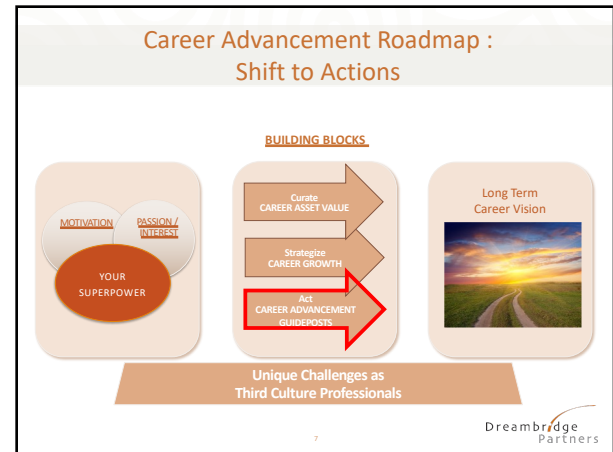 Career Advancement Roadmap :
Shift to Actions
BUILDING BLOCKS
MOTIVATION
PASSION /
INTEREST
YOUR
SUPERPOWER
Curate
CAREER ASSET VALUE
Strategize
CAREER GROWTH
Act
CAREER ADVANCEMENT
GUIDEPOSTS
Long Term
Career Vision
Unique Challenges as
Third Culture Professionals
7
Dreambridge
Partners